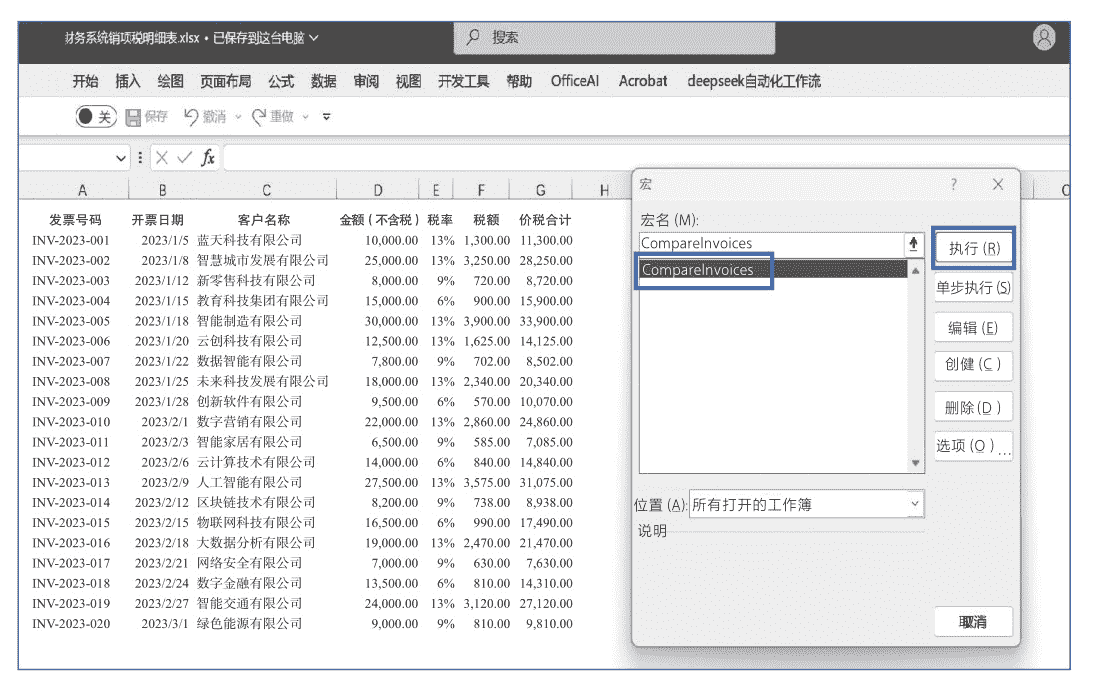 财务系统销项税明细表.xlsx • 已保存到这台电脑
搜索
开始 插入 绘图 页面布局 公式 数据 审阅 视图 开发工具 帮助 OfficeAI Acrobat deepseek自动化工作流
关 保存 撤消 重做
fx
A B C D E F G H
发票号码 开票日期 客户名称 金额(不含税) 税率 税额 价税合计
INV-2023-001 2023/1/5 蓝天科技有限公司 10,000.00 13% 1,300.00 11,300.00
INV-2023-002 2023/1/8 智慧城市发展有限公司 25,000.00 13% 3,250.00 28,250.00
INV-2023-003 2023/1/12 新零售科技有限公司 8,000.00 9% 720.00 8,720.00
INV-2023-004 2023/1/15 教育科技集团有限公司 15,000.00 6% 900.00 15,900.00
INV-2023-005 2023/1/18 智能制造有限公司 30,000.00 13% 3,900.00 33,900.00
INV-2023-006 2023/1/20 云创科技有限公司 12,500.00 13% 1,625.00 14,125.00
INV-2023-007 2023/1/22 数据智能有限公司 7,800.00 9% 702.00 8,502.00
INV-2023-008 2023/1/25 未来科技发展有限公司 18,000.00 13% 2,340.00 20,340.00
INV-2023-009 2023/1/28 创新软件有限公司 9,500.00 6% 570.00 10,070.00
INV-2023-010 2023/2/1 数字营销有限公司 22,000.00 13% 2,860.00 24,860.00
INV-2023-011 2023/2/3 智能家居有限公司 6,500.00 9% 585.00 7,085.00
INV-2023-012 2023/2/6 云计算技术有限公司 14,000.00 6% 840.00 14,840.00
INV-2023-013 2023/2/9 人工智能有限公司 27,500.00 13% 3,575.00 31,075.00
INV-2023-014 2023/2/12 区块链技术有限公司 8,200.00 9% 738.00 8,938.00
INV-2023-015 2023/2/15 物联网科技有限公司 16,500.00 6% 990.00 17,490.00
INV-2023-016 2023/2/18 大数据分析有限公司 19,000.00 13% 2,470.00 21,470.00
INV-2023-017 2023/2/21 网络安全有限公司 7,000.00 9% 630.00 7,630.00
INV-2023-018 2023/2/24 数字金融有限公司 13,500.00 6% 810.00 14,310.00
INV-2023-019 2023/2/27 智能交通有限公司 24,000.00 13% 3,120.00 27,120.00
INV-2023-020 2023/3/1 绿色能源有限公司 9,000.00 9% 810.00 9,810.00
宏 ?
宏名 (M):
CompareInvoices
CompareInvoices
执行 (R)
单步执行 (S)
编辑 (E)
创健 (C)
删除 (D)
选项 (O)...
位置 (A): 所有打开的工作簿
说明
取消